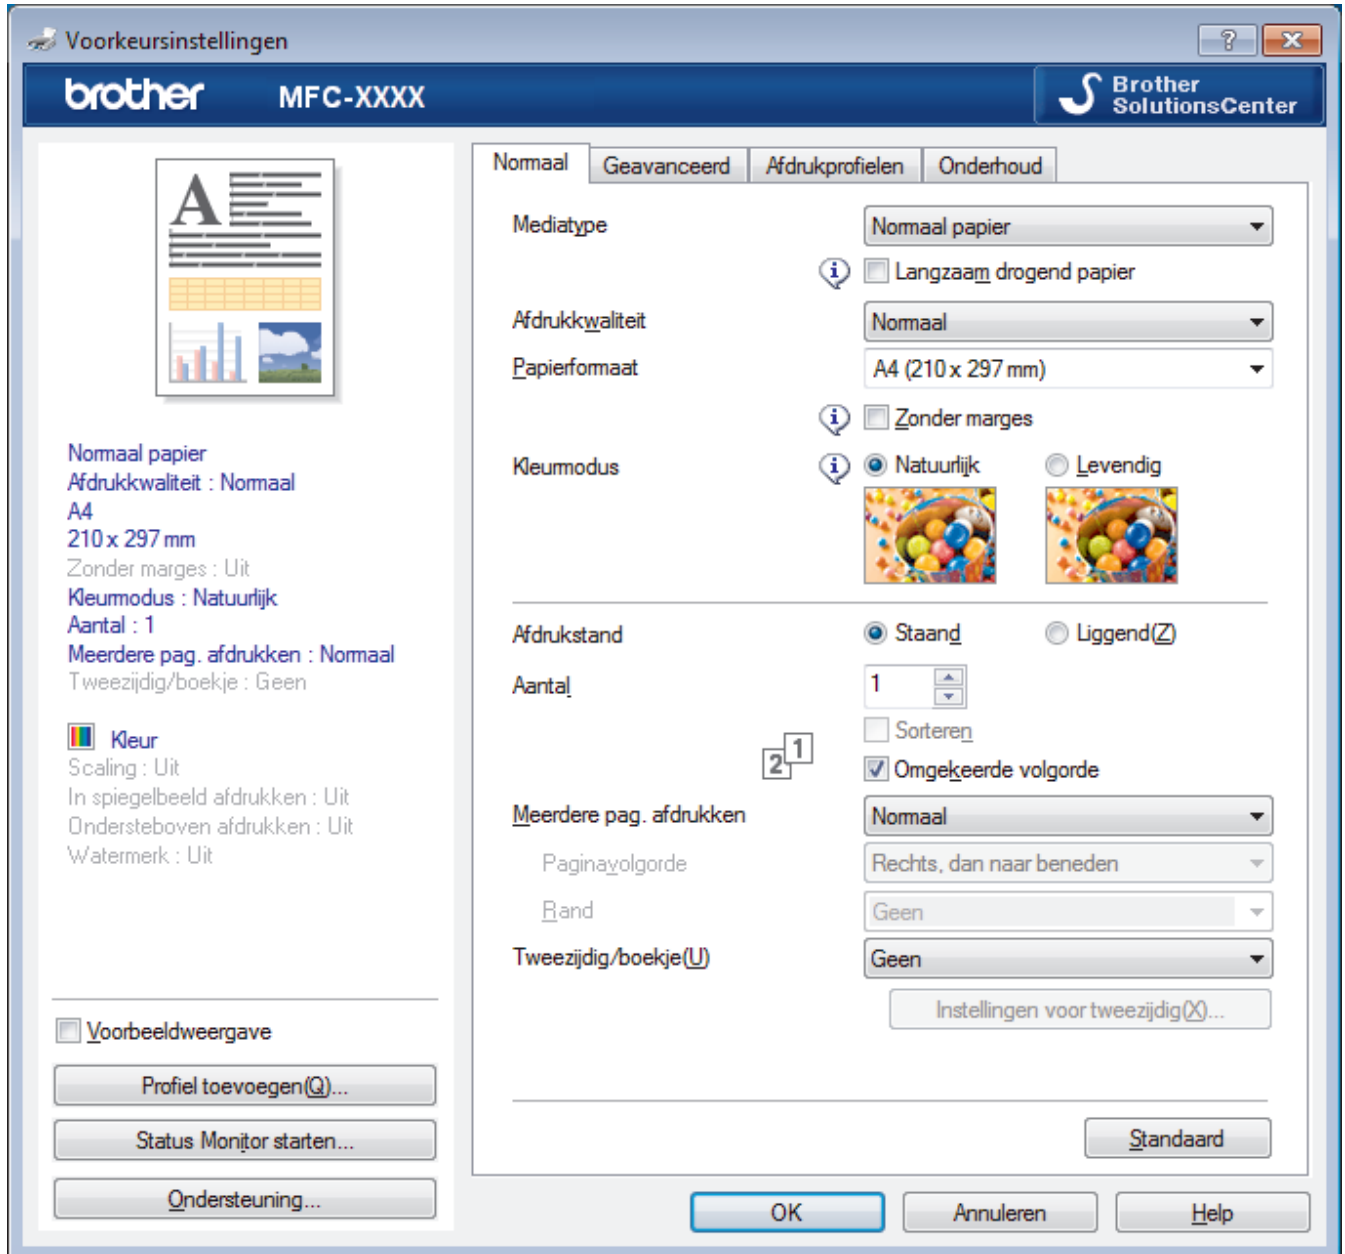 Voorkeursinstellingen
?
brother MFC-XXXX
Brother
SolutionsCenter
A
Normaal papier
Afdrukkwaliteit : Normaal
A4
210 x 297 mm
Zonder marges : Uit
Kleurmodus : Natuurlijk
Aantal : 1
Meerdere pag. afdrukken : Normaal
Tweezijdig/boekje : Geen
Kleur
Scaling : Uit
In spiegelbeeld afdrukken : Uit
Ondersteboven afdrukken : Uit
Watermerk : Uit
Voorbeeldweergave
Profiel toevoegen(Q)...
Status Monitor starten...
Ondersteuning...
Normaal Geavanceerd Afdrukprofielen Onderhoud
Mediatype Normaal papier
Langzaam drogend papier
Afdrukkwaliteit Normaal
Papierformaat A4 (210 x 297 mm)
Zonder marges
Kleurmodus Natuurlijk Levendig
Afdrukstand Staand Liggend(Z)
Aantal 1
Sorteren
2 1
Omgekeerde volgorde
Meerdere pag. afdrukken Normaal
Paginavolgorde Rechts, dan naar beneden
Rand Geen
Tweezijdig/boekje(U) Geen
Instellingen voor tweezijdig(X)...
Standaard
OK Annuleren Help